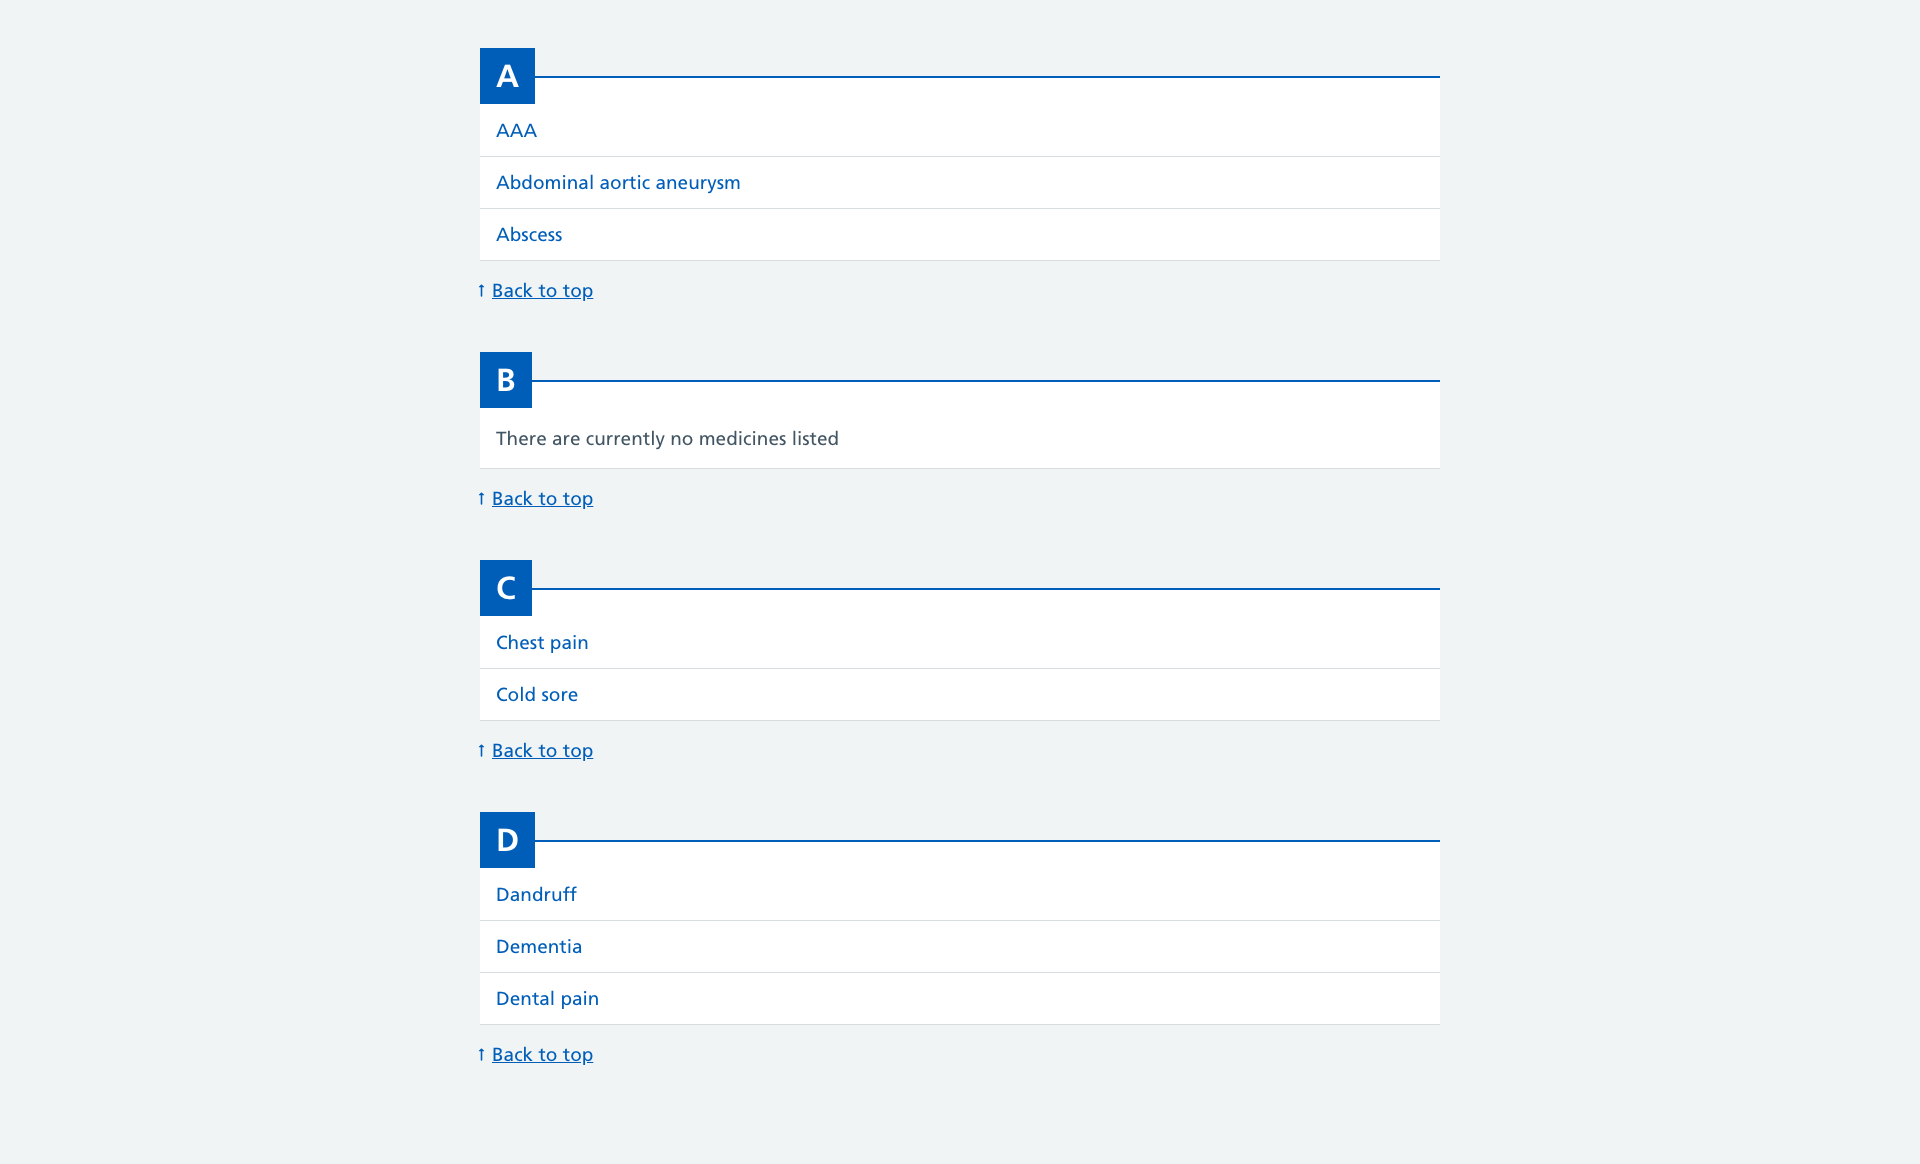 A
AAA
Abdominal aortic aneurysm
Abscess
↑ Back to top
B
There are currently no medicines listed
↑ Back to top
C
Chest pain
Cold sore
↑ Back to top
D
Dandruff
Dementia
Dental pain
↑ Back to top